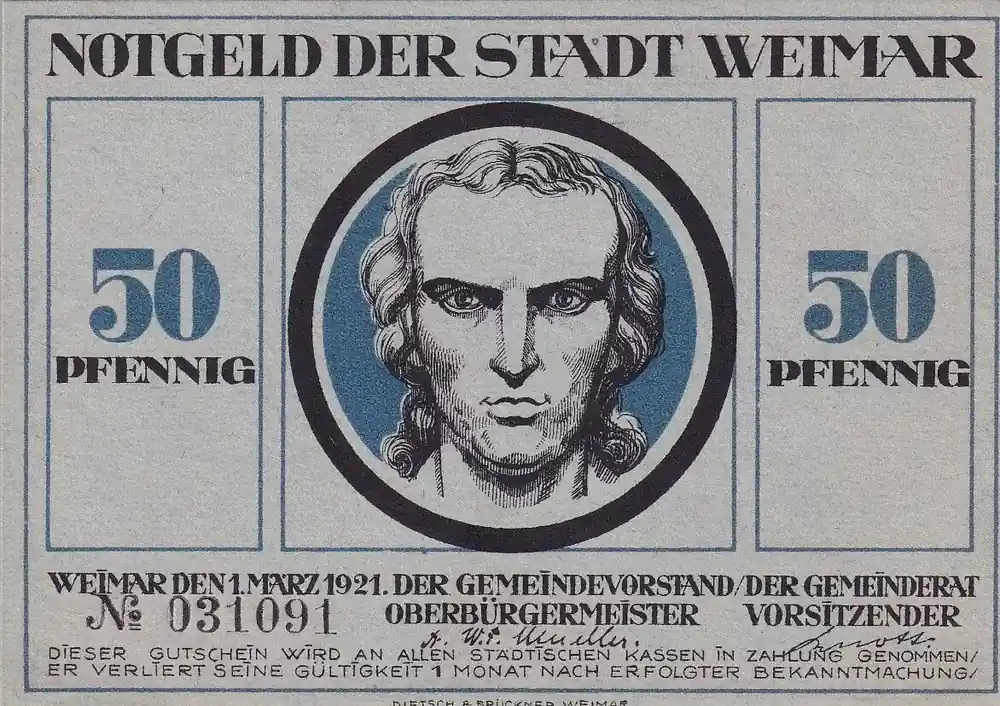 NOTGELD DER STADT WEIMAR
50
PFENNIG
50
PFENNIG
WEIMAR DEN 1. MÄRZ 1921. DER GEMEINDEVORSTAND/DER GEMEINDERAT
№ 031091 OBERBÜRGERMEISTER VORSITZENDER
Mueller.
DIESER GUTSCHEIN WIRD AN ALLEN STÄDTISCHEN KASSEN IN ZAHLUNG GENOMMEN/
ER VERLIERT SEINE GÜLTIGKEIT 1 MONAT NACH ERFOLGTER BEKANNTMACHUNG/
DIETSCH & BRÜCKNER WEIMAR